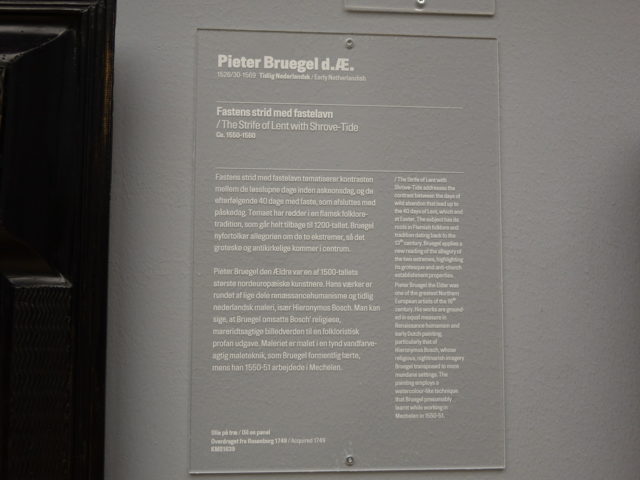 Pieter Bruegel d.Æ.
1526/30-1569 Tidlig Nederlandsk / Early Netherlandish
Fastens strid med fastelavn
/ The Strife of Lent with Shrove-Tide
Ca. 1550-1560
Fastens strid med fastelavn tematiserer kontrasten
mellem de løsslupne dage inden askeonsdag, og de
efterfølgende 40 dage med faste, som afsluttes med
påskedag. Temaet har rødder i en flamsk folklore-
tradition, som går helt tilbage til 1200-tallet. Bruegel
nyfortolker allegorien om de to ekstremer, så det
groteske og antikirkelige kommer i centrum.
Pieter Bruegel den Ældre var en af 1500-tallets
største nordeuropæiske kunstnere. Hans værker er
rundet af lige dele renæssancehumanisme og tidlig
nederlandsk maleri, især Hieronymus Bosch. Man kan
sige, at Bruegel omsatte Bosch' religiøse,
mareridtsagtige billedverden til en folkloristisk
profan udgave. Maleriet er malet i en tynd vandfarve-
agtig maleteknik, som Bruegel formentlig lærte,
mens han 1550-51 arbejdede i Mechelen.
/ The Strife of Lent with
Shrove-Tide addresses the
contrast between the days of
wild abandon that lead up to
the 40 days of Lent, which end
at Easter. The subject has its
roots in Flemish folklore and
tradition dating back to the
13th century. Bruegel applies a
new reading of the allegory of
the two extremes, highlighting
its grotesque and anti-church
establishment properties.
Pieter Bruegel the Elder was
one of the greatest Northern
European artists of the 16th
century. His works are ground-
ed in equal measure in
Renaissance humanism and
early Dutch painting,
particularly that of
Hieronymus Bosch, whose
religious, nightmarish imagery
Bruegel transposed to more
mundane settings. The
painting employs a
watercolour-like technique
that Bruegel presumably
learnt while working in
Mechelen in 1550-51.
Olie på træ / Oil on panel
Overdraget fra Rosenborg 1748 / Acquired 1749
KMS1639